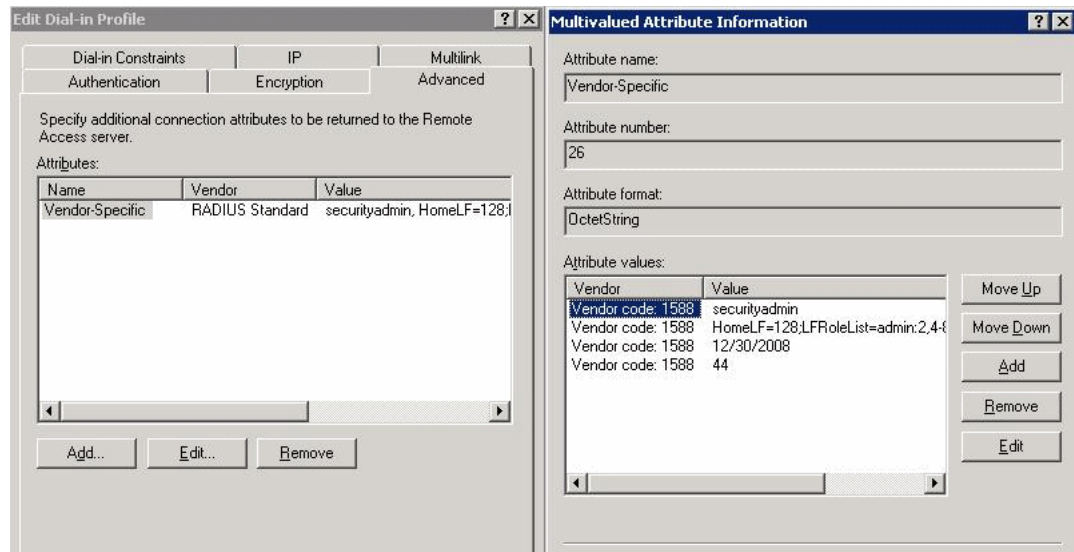 Edit Dial-in Profile
Dial-in Constraints IP Multilink
Authentication Encryption Advanced
Specify additional connection attributes to be returned to the Remote
Access server.
Attributes:
Name Vendor Value
Vendor-Specific RADIUS Standard securityadmin, HomeLF=128;
Add... Edit... Remove
Multivalued Attribute Information
Attribute name:
Vendor-Specific
Attribute number:
26
Attribute format:
OctetString
Attribute values:
Vendor Value
Vendor code: 1588 securityadmin
Vendor code: 1588 HomeLF=128;LFRoleList=admin:2,4-
Vendor code: 1588 12/30/2008
Vendor code: 1588 44
Move Up
Move Down
Add
Remove
Edit